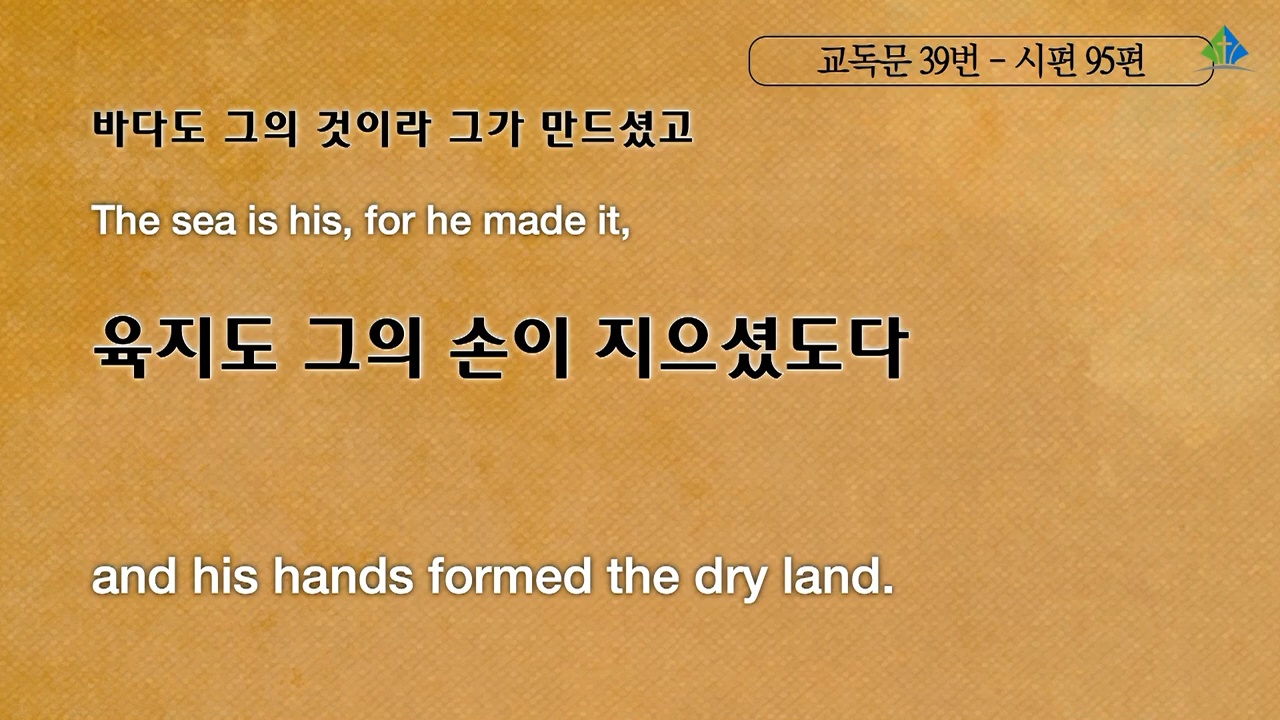 교독문 39번 - 시편 95편
바다도 그의 것이라 그가 만드셨고
The sea is his, for he made it,
육지도 그의 손이 지으셨도다
and his hands formed the dry land.